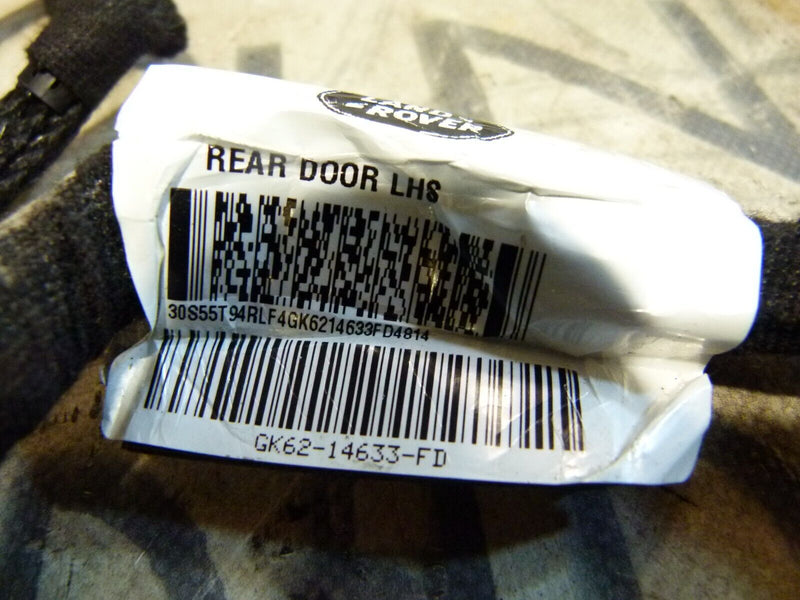 LAND
ROVER
REAR DOOR LHS
30S55T94RLF4GK6214633FD4814
GK62-14633-FD